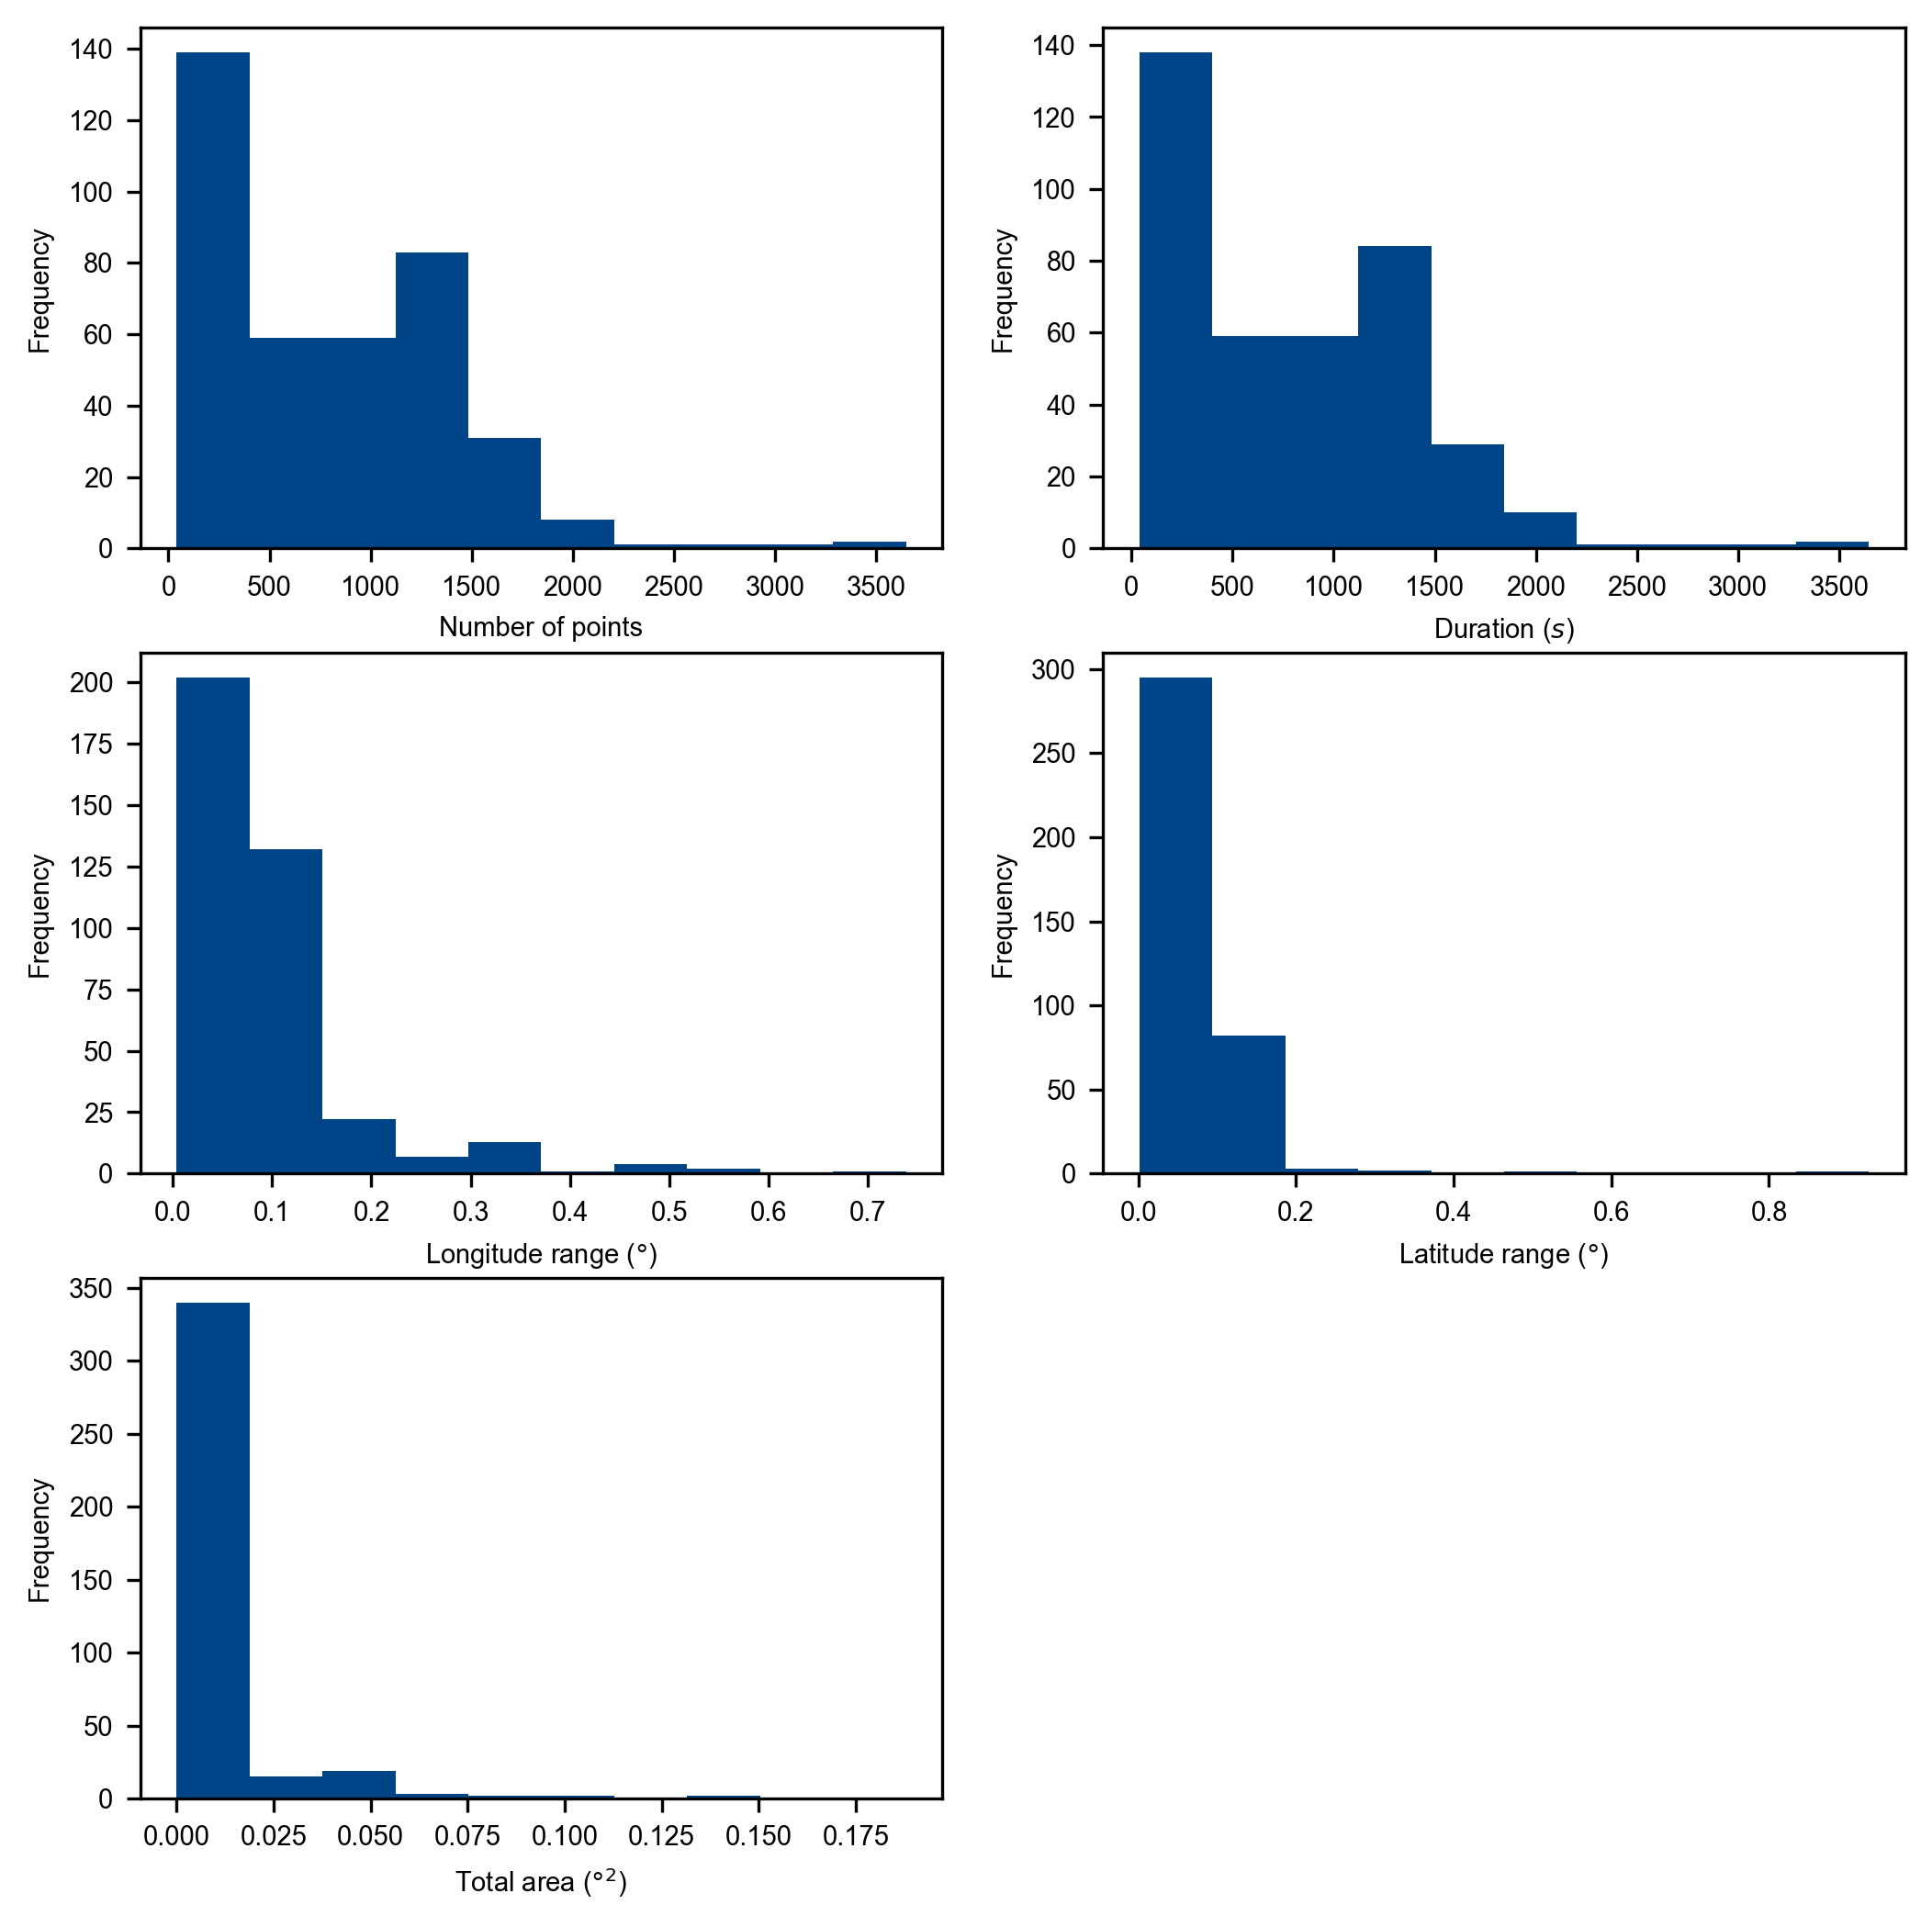 140
120
100
80
60
40
20
0
Frequency
0 500 1000 1500 2000 2500 3000 3500
Number of points
140
120
100
80
60
40
20
0
Frequency
0 500 1000 1500 2000 2500 3000 3500
Duration (s)
200
175
150
125
100
75
50
25
0
Frequency
0.0 0.1 0.2 0.3 0.4 0.5 0.6 0.7
Longitude range (°)
300
250
200
150
100
50
0
Frequency
0.0 0.2 0.4 0.6 0.8
Latitude range (°)
350
300
250
200
150
100
50
0
Frequency
0.000 0.025 0.050 0.075 0.100 0.125 0.150 0.175
Total area (°²)